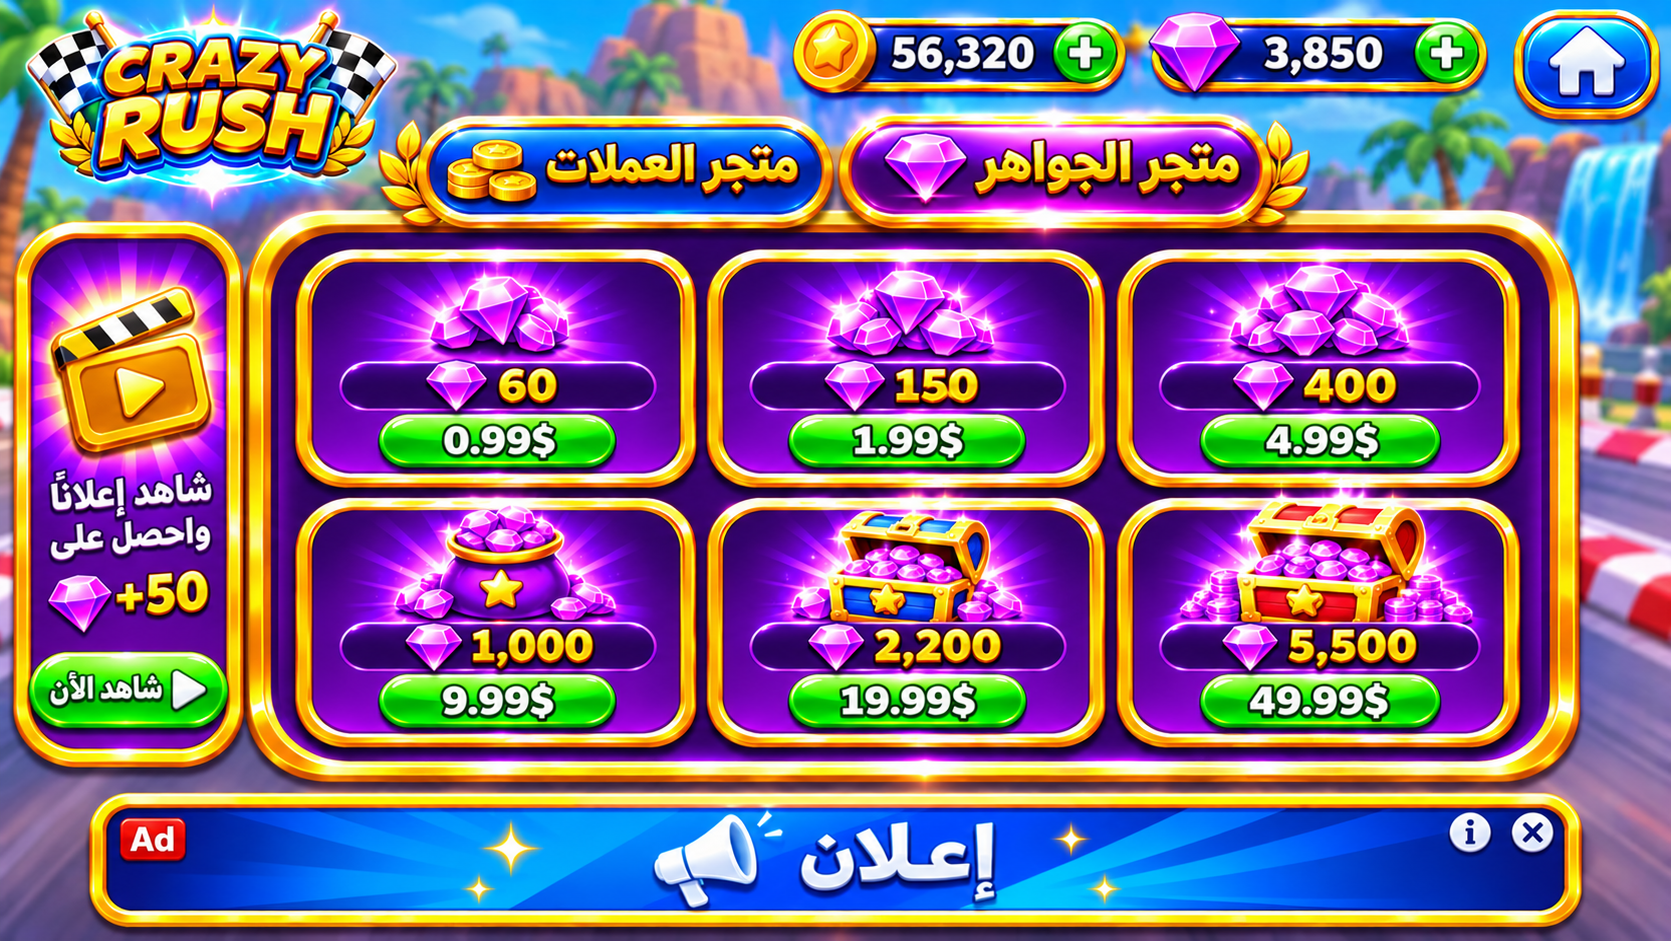 CRAZY
RUSH
56,320
3,850
متجر الجواهر
متجر العملات
60
0.99$
150
1.99$
400
4.99$
1,000
9.99$
2,200
19.99$
5,500
49.99$
شاهد إعلانًا
واحصل على
+50
شاهد الأن
Ad
إعلان
i